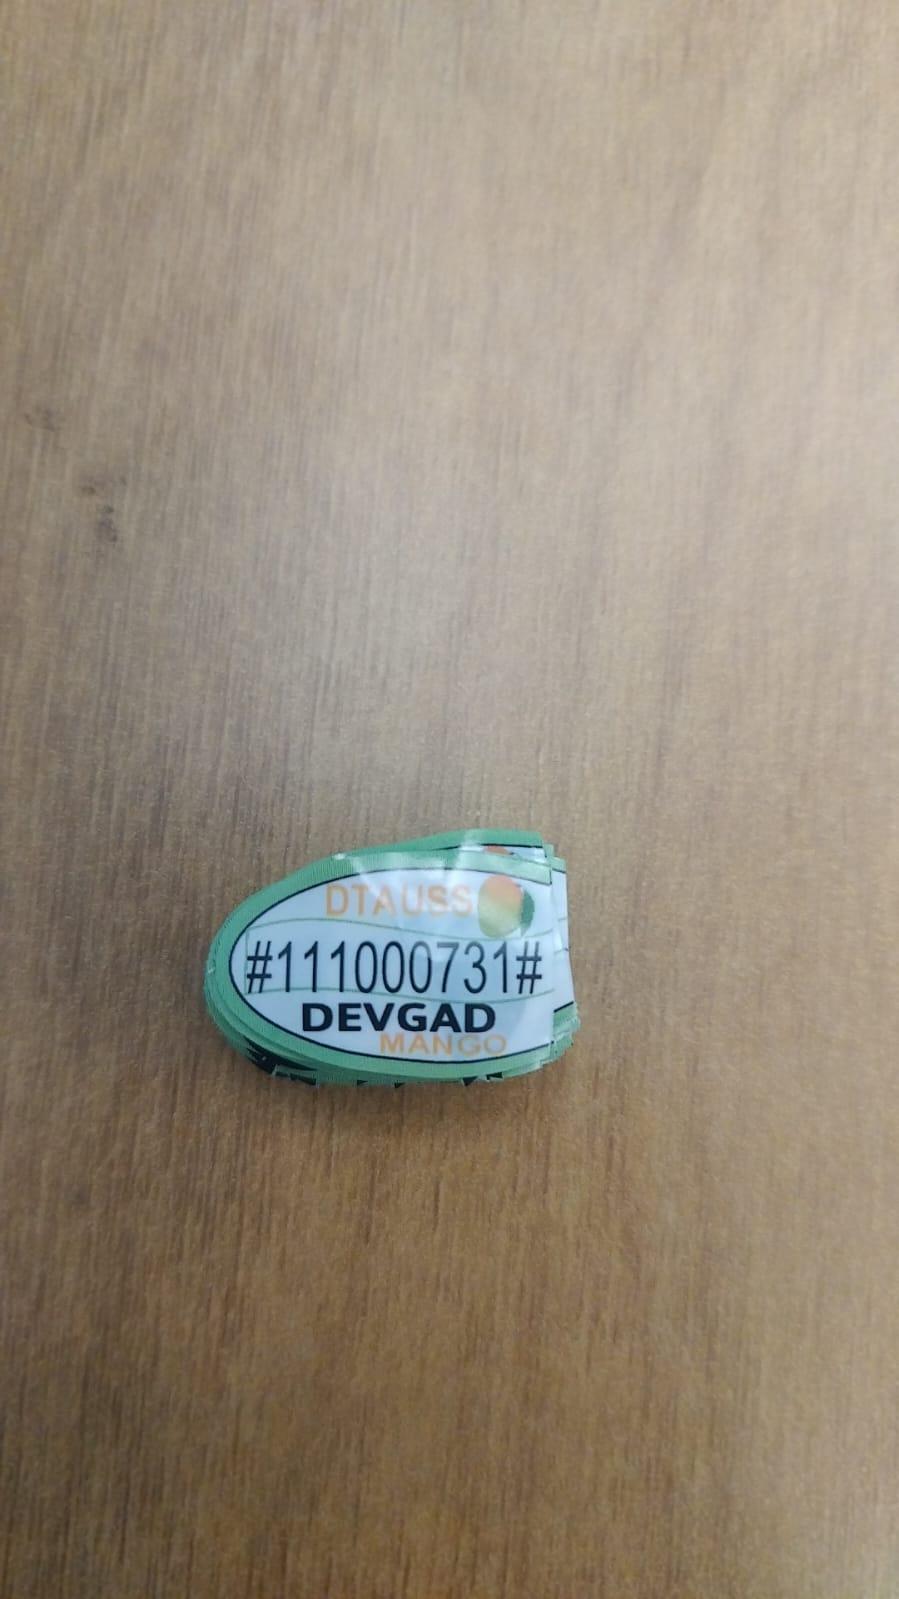 DTAUSS
#111000731#
DEVGAD
MANGO